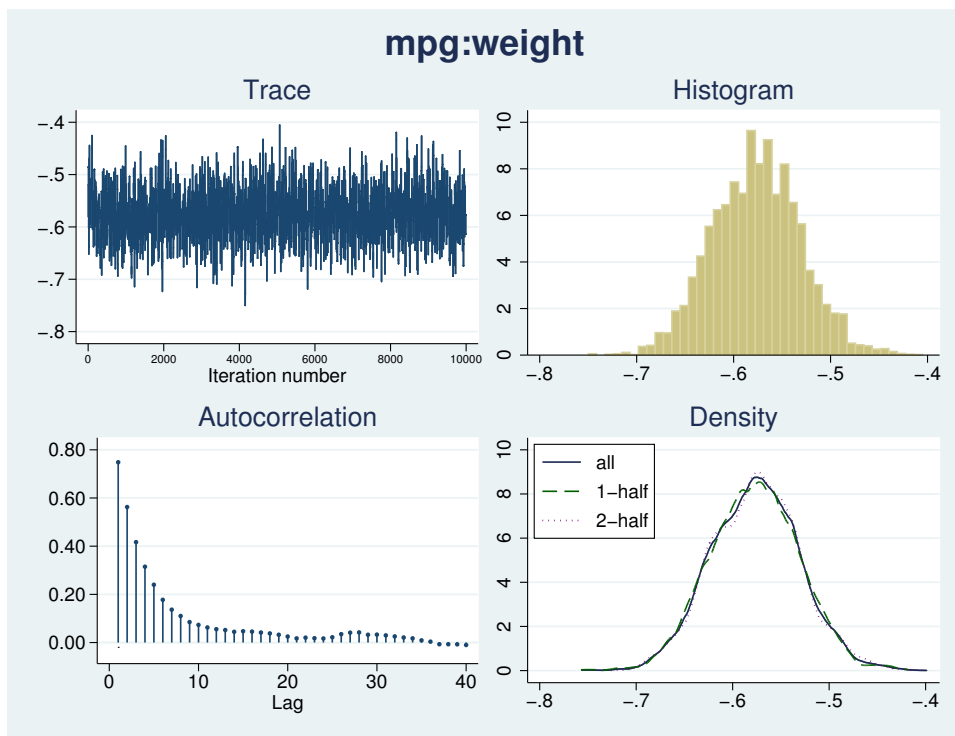 mpg:weight
Trace
−.4
−.5
−.6
−.7
−.8
0 2000 4000 6000 8000 10000
Iteration number
Histogram
10
8
6
4
2
0
−.8 −.7 −.6 −.5 −.4
Autocorrelation
0.80
0.60
0.40
0.20
0.00
0 10 20 30 40
Lag
Density
10
8
6
4
2
0
all
1−half
2−half
−.8 −.7 −.6 −.5 −.4